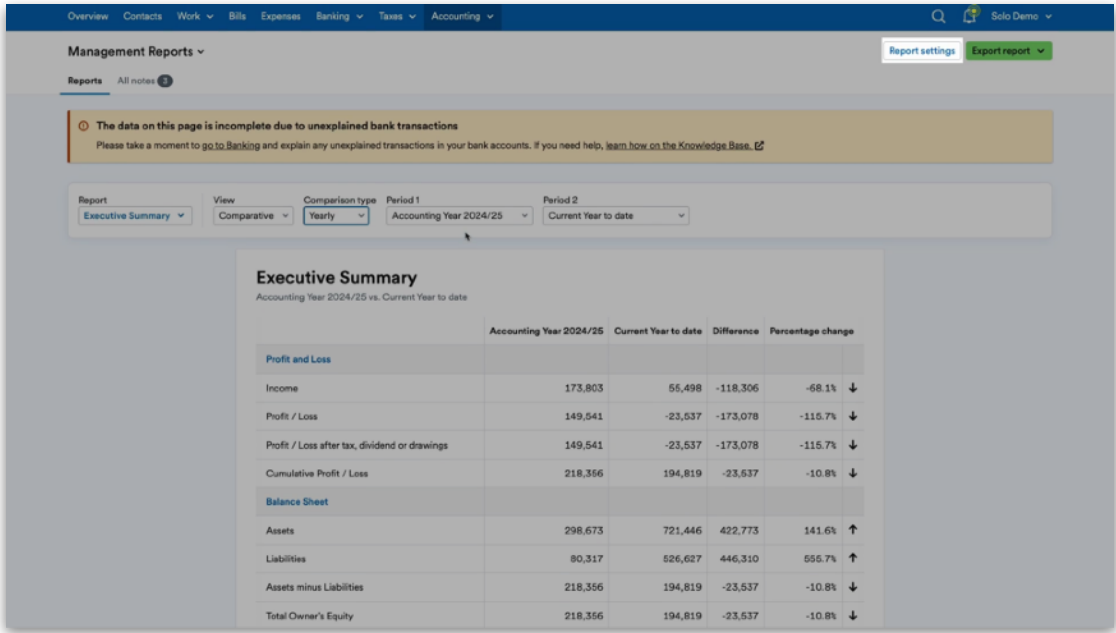 Overview Contacts Work Bills Expenses Banking Taxes Accounting Solo Demo
Management Reports Report settings Export report
Reports All notes 3
The data on this page is incomplete due to unexplained bank transactions
Please take a moment to go to Banking and explain any unexplained transactions in your bank accounts. If you need help, learn how on the Knowledge Base.
Report View Comparison type Period 1 Period 2
Executive Summary Comparative Yearly Accounting Year 2024/25 Current Year to date
Executive Summary
Accounting Year 2024/25 vs. Current Year to date
Accounting Year 2024/25 Current Year to date Difference Percentage change
Profit and Loss
Income 173,803 55,498 -118,306 -68.1% ↓
Profit / Loss 149,541 -23,537 -173,078 -115.7% ↓
Profit / Loss after tax, dividend or drawings 149,541 -23,537 -173,078 -115.7% ↓
Cumulative Profit / Loss 218,356 194,819 -23,537 -10.8% ↓
Balance Sheet
Assets 298,673 721,446 422,773 141.6% ↑
Liabilities 80,317 526,627 446,310 555.7% ↑
Assets minus Liabilities 218,356 194,819 -23,537 -10.8% ↓
Total Owner's Equity 218,356 194,819 -23,537 -10.8% ↓